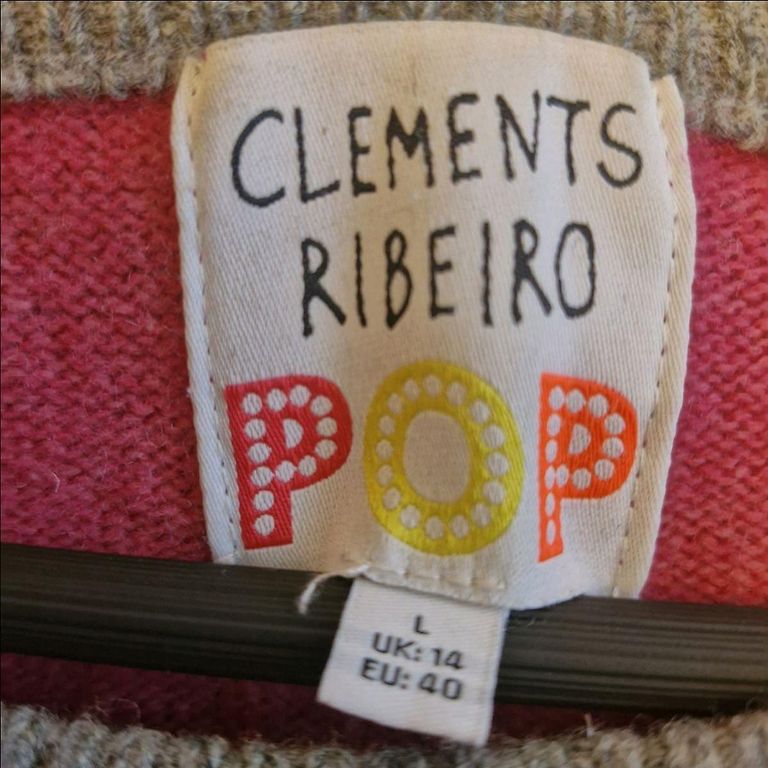 CLEMENTS
RIBEIRO
POP
L
UK: 14
EU: 40